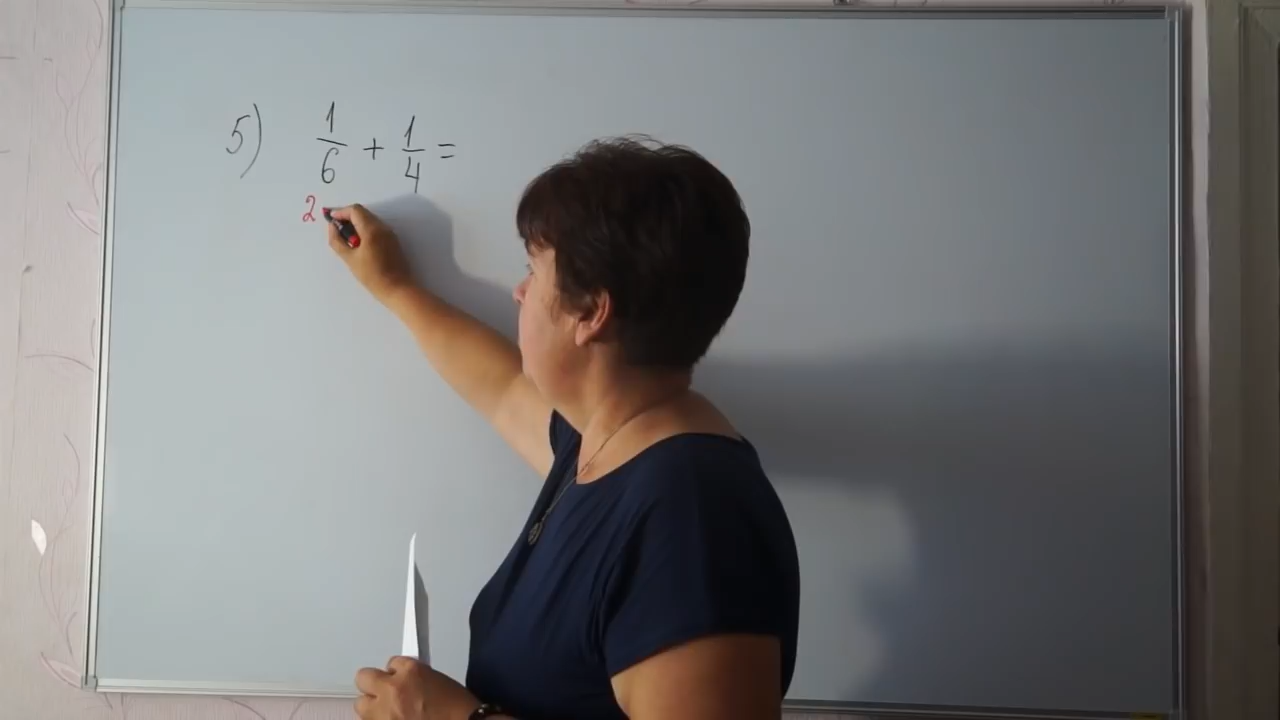 5) 1/6 + 1/4 =
2